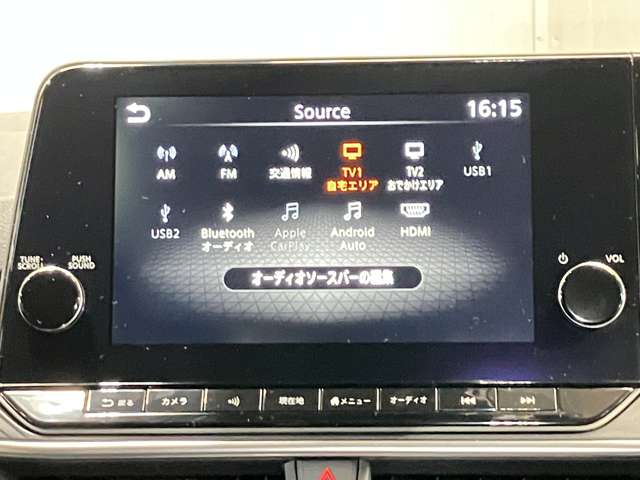 Source
16:15
AM
FM
交通情報
TV1
自宅エリア
TV2
おでかけエリア
USB1
USB2
Bluetooth
オーディオ
Apple
CarPlay
Android
Auto
HDMI
オーディオソースバーの編集
TUNE
SCROLL
PUSH
SOUND
VOL
戻る
カメラ
現在地
メニュー
オーディオ